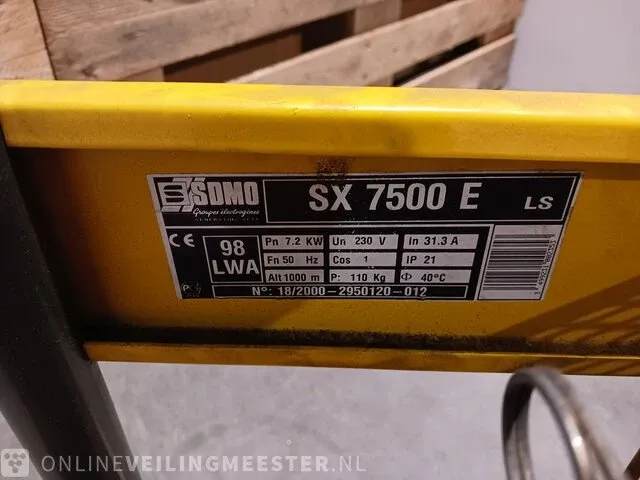 SDMO
Groupes électrogènes
SX 7500 E LS
CE
98
LWA
Pn 7.2 KW Un 230 V In 31.3 A
Fn 50 Hz Cos 1 IP 21
Alt 1000 m P: 110 Kg Φ 40°C
N°: 18/2000-2950120-012
ONLINEVEILINGMEESTER.NL